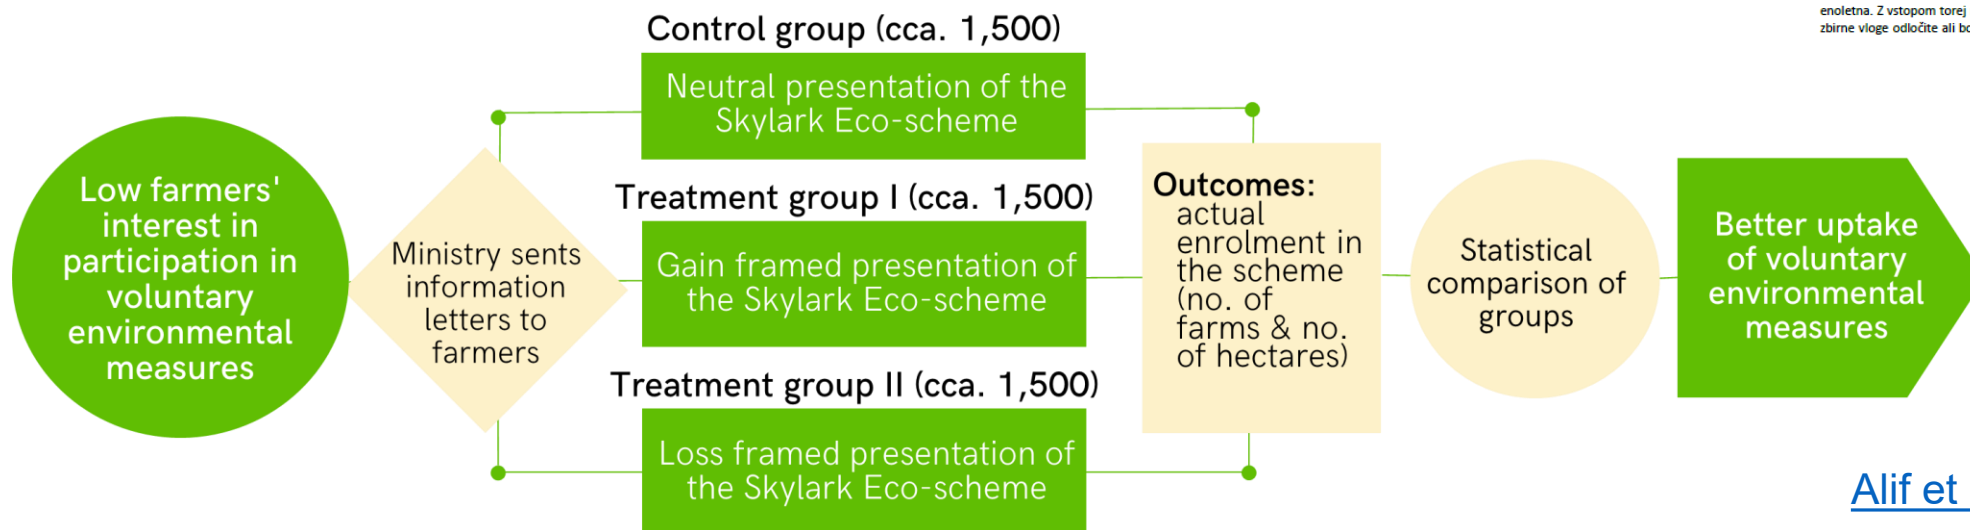 enoletna. Z vstopom torej
zbirne vloge odločite ali bo
Control group (cca. 1,500)
Neutral presentation of the
Skylark Eco-scheme
Low farmers'
interest in
participation in
voluntary
environmental
measures
Ministry sents
information
letters to
farmers
Treatment group I (cca. 1,500)
Gain framed presentation of
the Skylark Eco-scheme
Treatment group II (cca. 1,500)
Loss framed presentation of
the Skylark Eco-scheme
Outcomes:
actual
enrolment in
the scheme
(no. of
farms & no.
of hectares)
Statistical
comparison of
groups
Better uptake
of voluntary
environmental
measures
Alif et